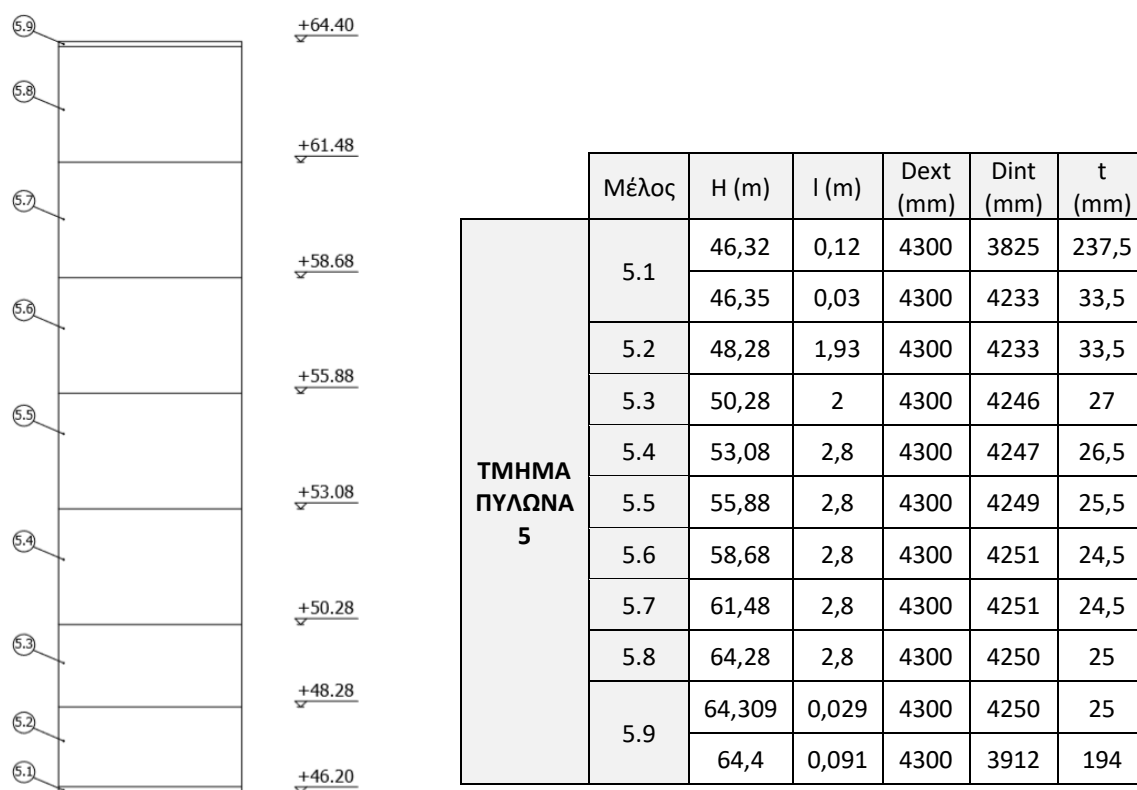 5.9
+64.40
5.8
+61.48
5.7
+58.68
5.6
+55.88
5.5
+53.08
5.4
+50.28
5.3
+48.28
5.2
5.1
+46.20
Μέλος H (m) l (m) Dext (mm) Dint (mm) t (mm)
ΤΜΗΜΑ ΠΥΛΩΝΑ 5
5.1 46,32 0,12 4300 3825 237,5
46,35 0,03 4300 4233 33,5
5.2 48,28 1,93 4300 4233 33,5
5.3 50,28 2 4300 4246 27
5.4 53,08 2,8 4300 4247 26,5
5.5 55,88 2,8 4300 4249 25,5
5.6 58,68 2,8 4300 4251 24,5
5.7 61,48 2,8 4300 4251 24,5
5.8 64,28 2,8 4300 4250 25
5.9 64,309 0,029 4300 4250 25
64,4 0,091 4300 3912 194